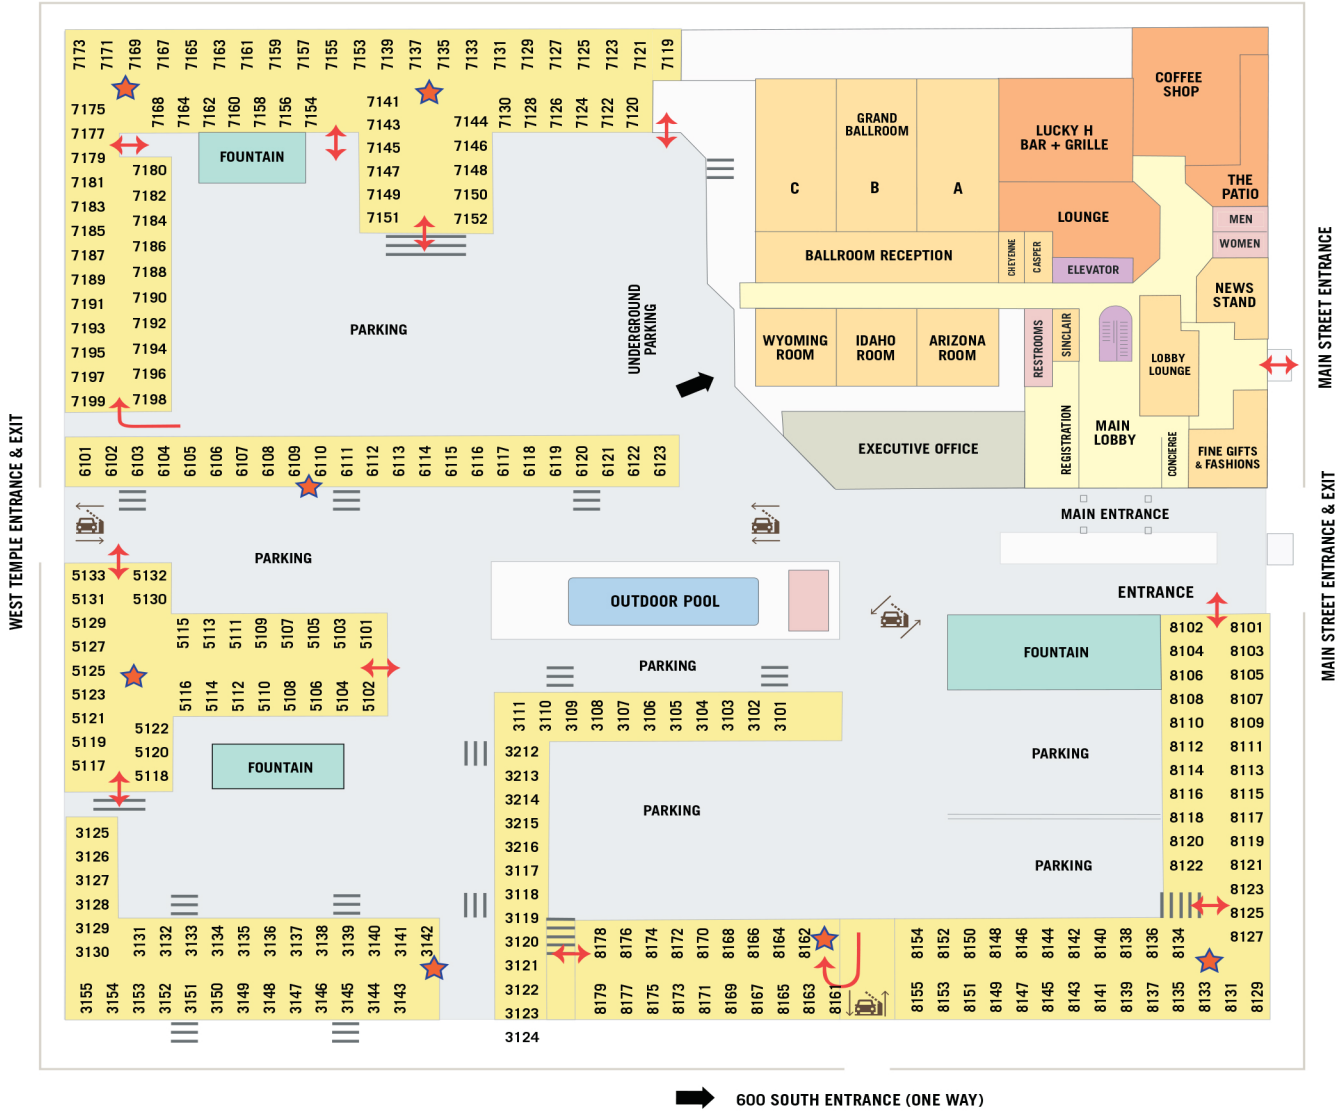 7173 7171 7169 7167 7165 7163 7161 7159 7157 7155 7153 7139 7137 7135 7133 7131 7129 7127 7125 7123 7121 7119
7175
7177
7179
7181
7183
7185
7187
7189
7191
7193
7195
7197
7199
7168 7164 7162 7160 7158 7156 7154
7180
7182
7184
7186
7188
7190
7192
7194
7196
7198
FOUNTAIN
7141
7143
7145
7147
7149
7151
7144
7146
7148
7150
7152
7130 7128 7126 7124 7122 7120
PARKING
UNDERGROUND
PARKING
GRAND
BALLROOM
C B A
BALLROOM RECEPTION
LUCKY H
BAR + GRILLE
COFFEE
SHOP
THE
PATIO
LOUNGE
MEN
WOMEN
CHEYENNE
CASPER
ELEVATOR
NEWS
STAND
WYOMING
ROOM
IDAHO
ROOM
ARIZONA
ROOM
RESTROOMS
SINCLAIR
LOBBY
LOUNGE
EXECUTIVE OFFICE
REGISTRATION
MAIN
LOBBY
CONCIERGE
FINE GIFTS
& FASHIONS
MAIN STREET ENTRANCE
MAIN STREET ENTRANCE & EXIT
WEST TEMPLE ENTRANCE & EXIT
6101 6102 6103 6104 6105 6106 6107 6108 6109 6110 6111 6112 6113 6114 6115 6116 6117 6118 6119 6120 6121 6122 6123
MAIN ENTRANCE
PARKING
OUTDOOR POOL
ENTRANCE
PARKING
5133 5132
5131 5130
5129
5127
5125
5123
5121
5119
5117
5122
5120
5118
5115 5113 5111 5109 5107 5105 5103 5101
5116 5114 5112 5110 5108 5106 5104 5102
FOUNTAIN
FOUNTAIN
3125
3126
3127
3128
3129
3130
3131 3132 3133 3134 3135 3136 3137 3138 3139 3140 3141 3142
3155 3154 3153 3152 3151 3150 3149 3148 3147 3146 3145 3144 3143
3111 3110 3109 3108 3107 3106 3105 3104 3103 3102 3101
3212
3213
3214
3215
3216
3117
3118
3119
3120
3121
3122
3123
3124
PARKING
PARKING
PARKING
8102 8101
8104 8103
8106 8105
8108 8107
8110 8109
8112 8111
8114 8113
8116 8115
8118 8117
8120 8119
8122 8121
8123
8125
8127
8178 8176 8174 8172 8170 8168 8166 8164 8162
8179 8177 8175 8173 8171 8169 8167 8165 8163 8161
8154 8152 8150 8148 8146 8144 8142 8140 8138 8136 8134
8155 8153 8151 8149 8147 8145 8143 8141 8139 8137 8135 8133 8131 8129
600 SOUTH ENTRANCE (ONE WAY)